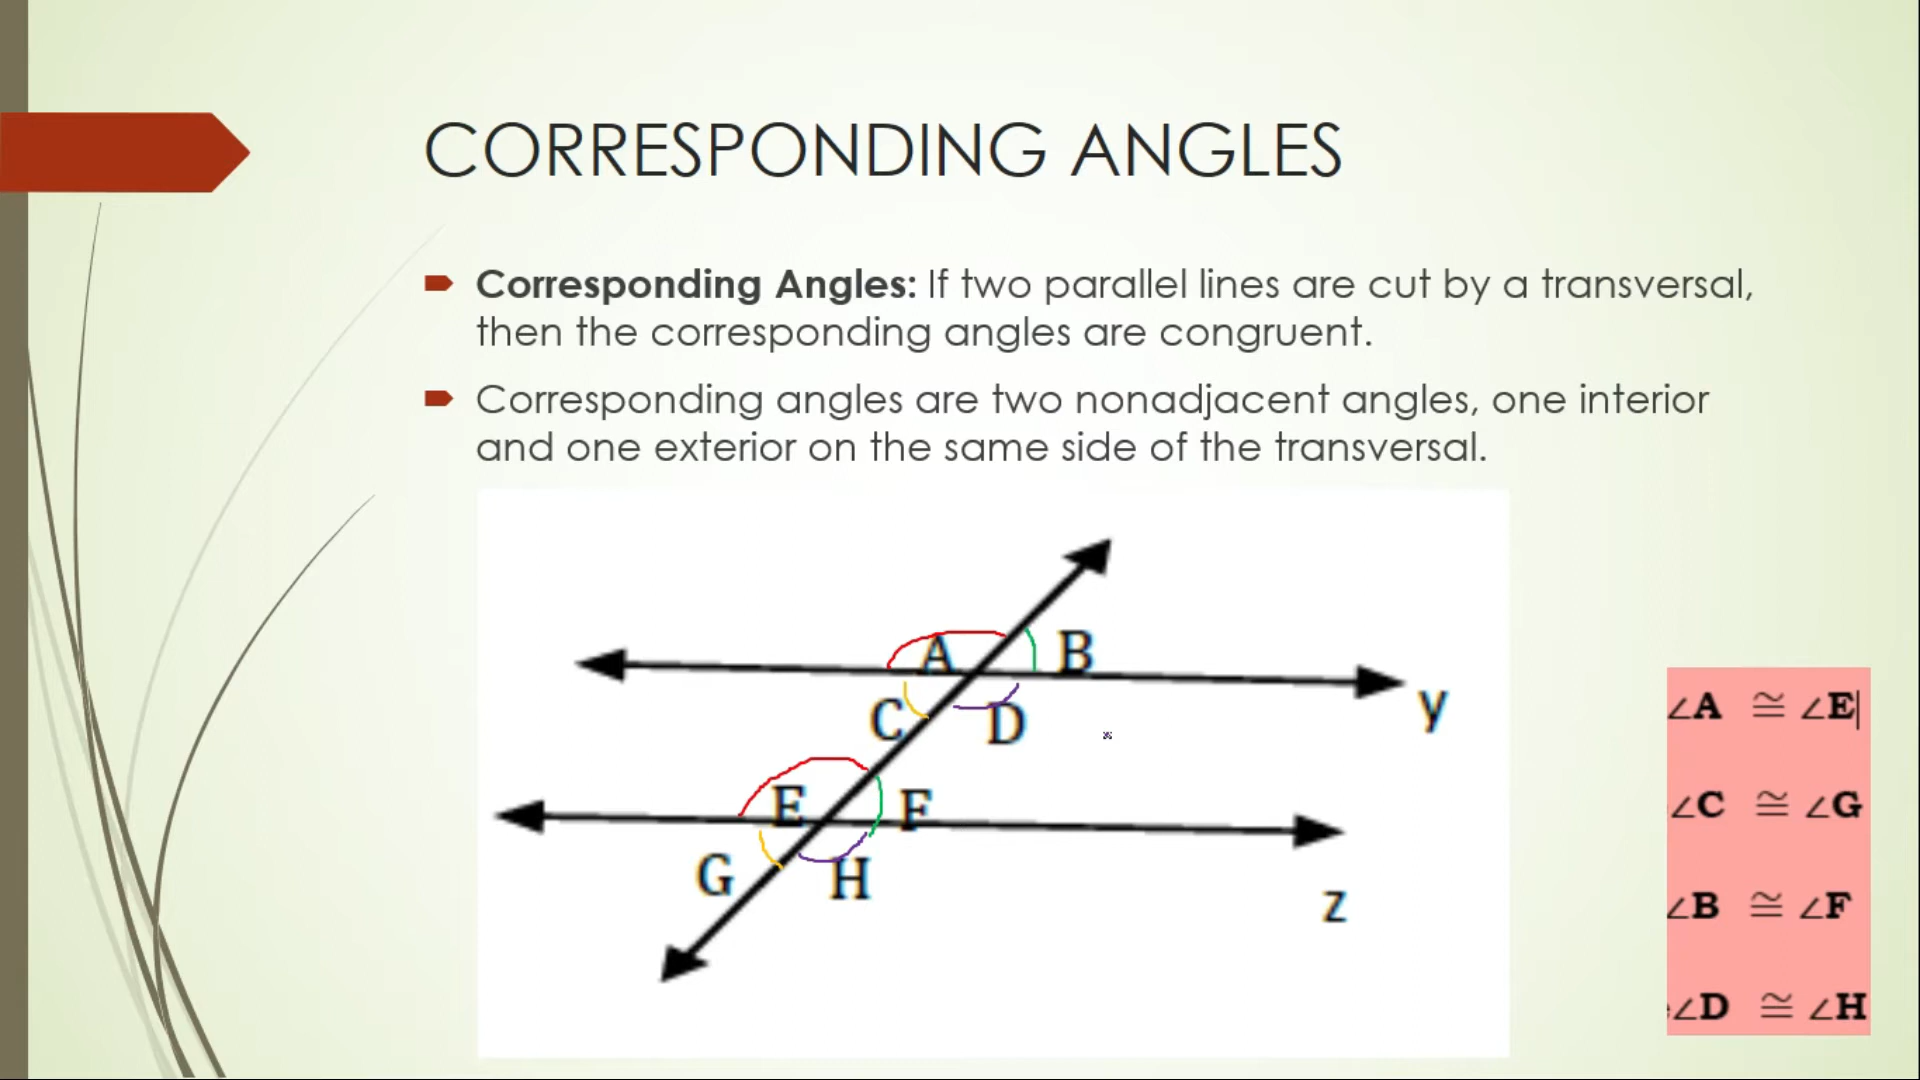 CORRESPONDING ANGLES
Corresponding Angles: If two parallel lines are cut by a transversal,
then the corresponding angles are congruent.
Corresponding angles are two nonadjacent angles, one interior
and one exterior on the same side of the transversal.
A B
y
C D
E F
G H
z
∠A ≅ ∠E
∠C ≅ ∠G
∠B ≅ ∠F
∠D ≅ ∠H